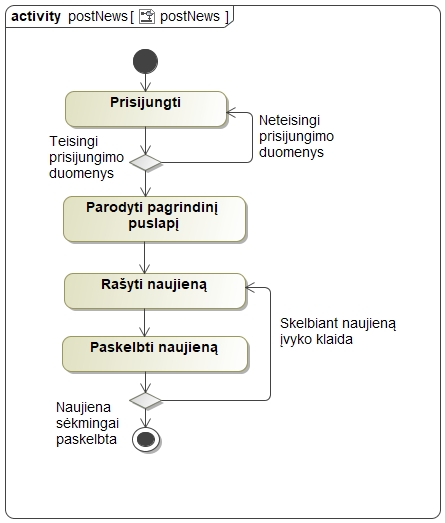 activity postNews[ postNews ]
Prisijungti
Neteisingi
prisijungimo
duomenys
Teisingi
prisijungimo
duomenys
Parodyti pagrindinį
puslapį
Rašyti naujieną
Skelbiant naujieną
įvyko klaida
Paskelbti naujieną
Naujiena
sėkmingai
paskelbta